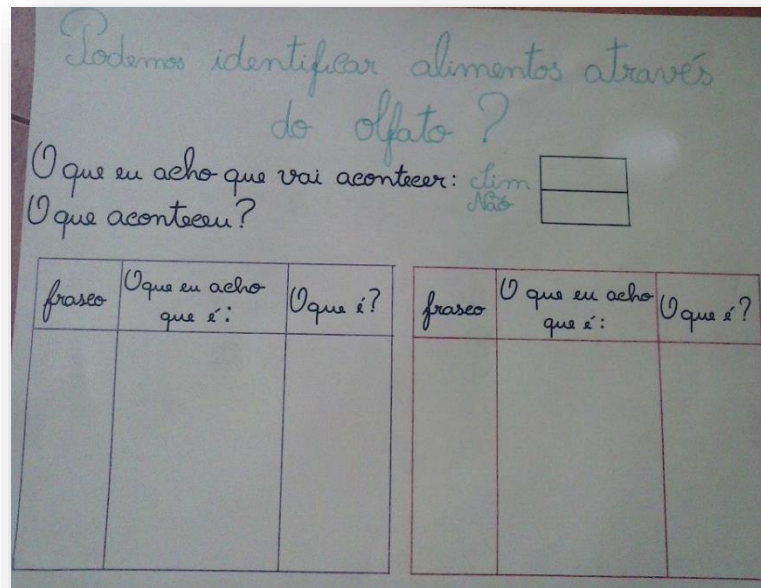 Podemos identificar alimentos através
do olfato?
O que eu acho que vai acontecer: Sim
Não
O que aconteceu?
frasco
O que eu acho
que é:
O que é?
frasco
O que eu acho
que é:
O que é?